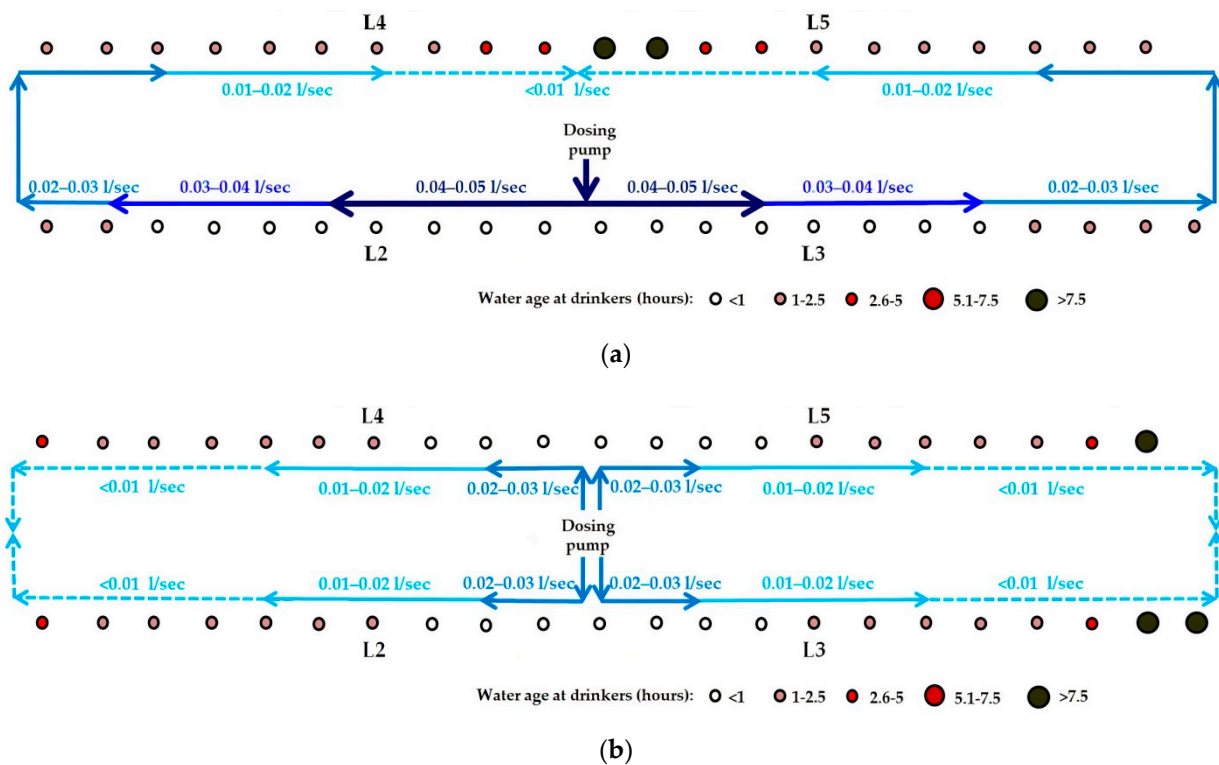 L4 L5
0.01–0.02 l/sec <0.01 l/sec 0.01–0.02 l/sec
Dosing
pump
0.02–0.03 l/sec 0.03–0.04 l/sec 0.04–0.05 l/sec 0.04–0.05 l/sec 0.03–0.04 l/sec 0.02–0.03 l/sec
L2 L3
Water age at drinkers (hours): <1 1-2.5 2.6-5 5.1-7.5 >7.5
(a)
L4 L5
<0.01 l/sec 0.01–0.02 l/sec 0.02–0.03 l/sec 0.02–0.03 l/sec 0.01–0.02 l/sec <0.01 l/sec
Dosing
pump
<0.01 l/sec 0.01–0.02 l/sec 0.02–0.03 l/sec 0.02–0.03 l/sec 0.01–0.02 l/sec <0.01 l/sec
L2 L3
Water age at drinkers (hours): <1 1-2.5 2.6-5 5.1-7.5 >7.5
(b)